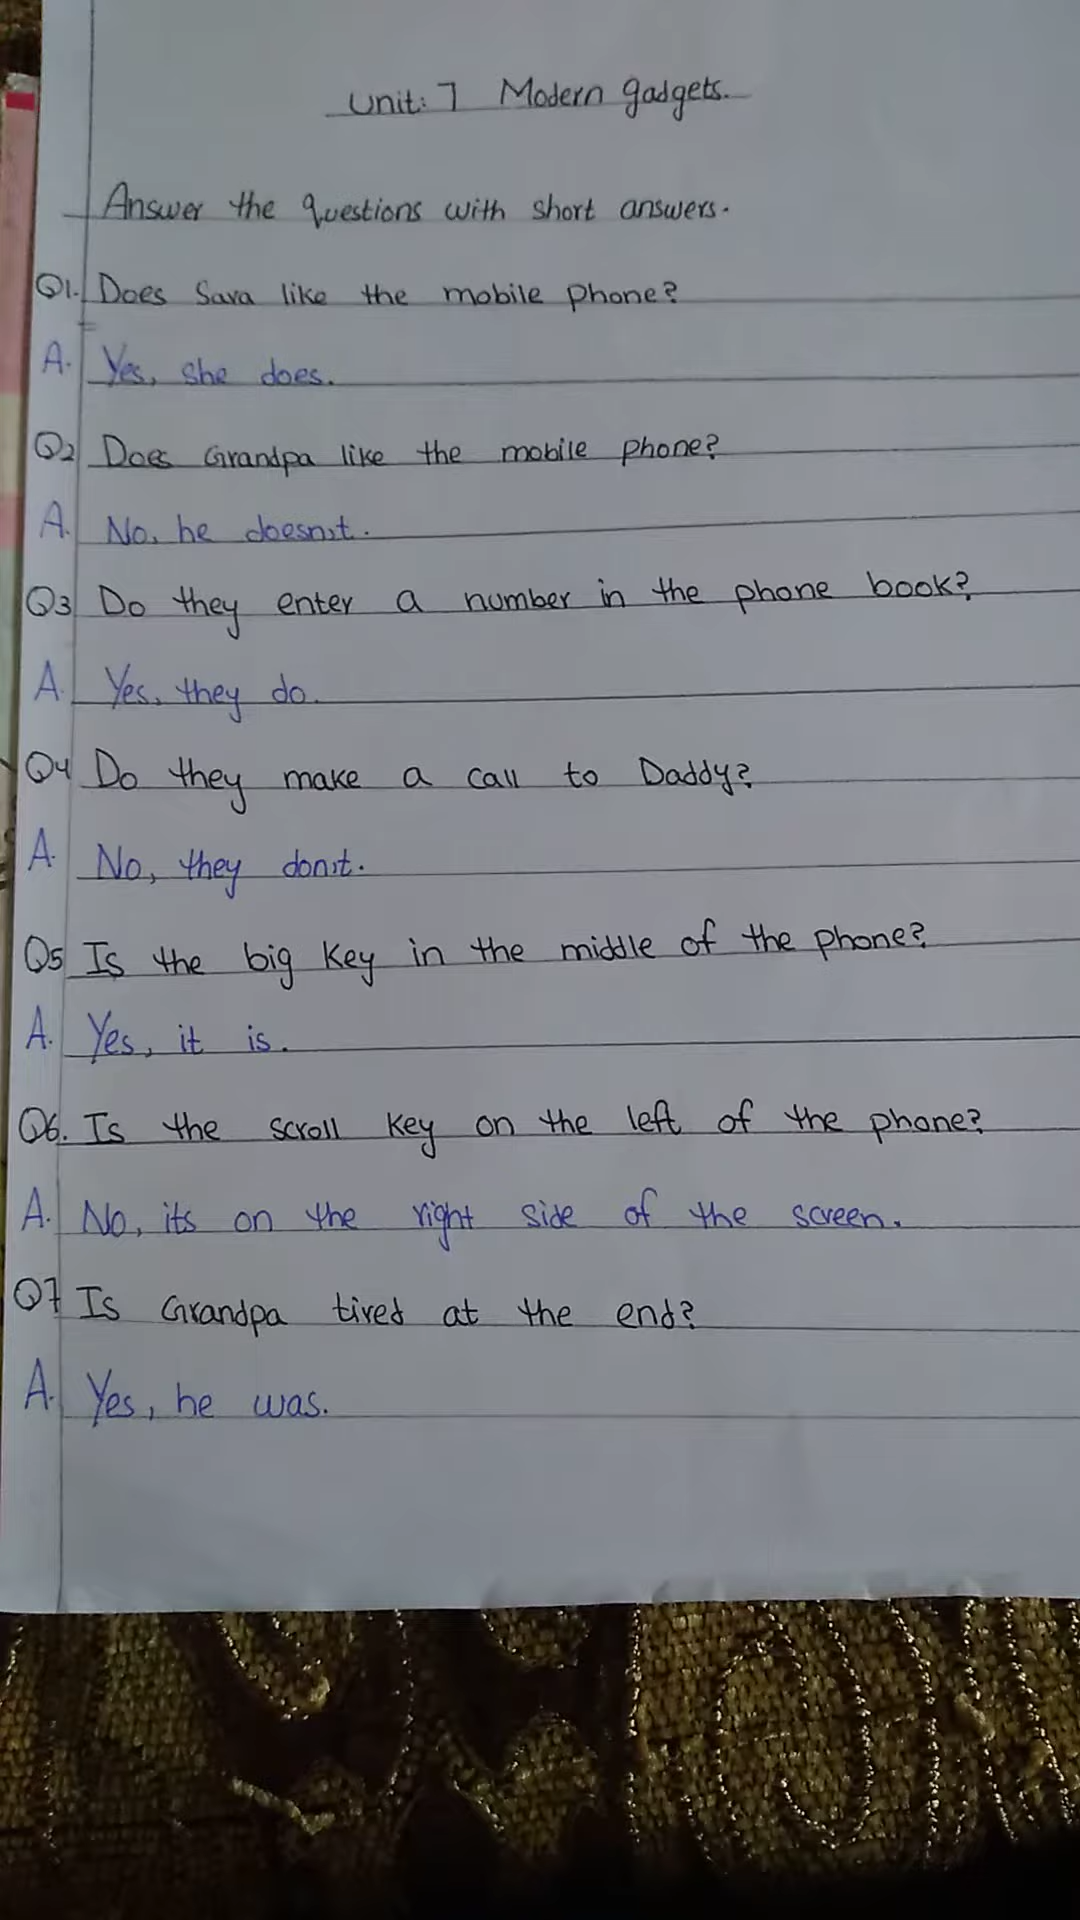 Unit: 7 Modern gadgets.
Answer the questions with short answers.
Q1. Does Sara like the mobile phone?
A. Yes, she does.
Q2 Does Grandpa like the mobile phone?
A. No, he doesn't.
Q3 Do they enter a number in the phone book?
A. Yes, they do.
Q4 Do they make a call to Daddy?
A. No, they don't.
Q5 Is the big key in the middle of the phone?
A. Yes, it is.
Q6. Is the scroll key on the left of the phone?
A. No, its on the right side of the screen.
Q7 Is Grandpa tired at the end?
A. Yes, he was.